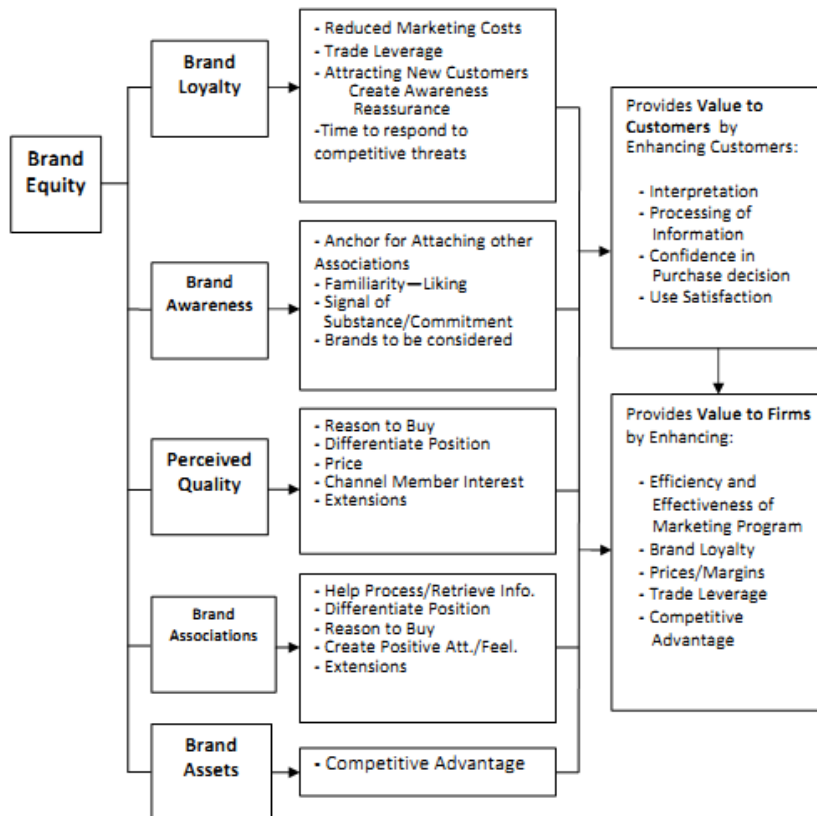 Brand
Equity
Brand
Loyalty
- Reduced Marketing Costs
- Trade Leverage
- Attracting New Customers
Create Awareness
Reassurance
-Time to respond to
competitive threats
Brand
Awareness
- Anchor for Attaching other
Associations
- Familiarity—Liking
- Signal of
Substance/Commitment
- Brands to be considered
Perceived
Quality
- Reason to Buy
- Differentiate Position
- Price
- Channel Member Interest
- Extensions
Brand
Associations
- Help Process/Retrieve Info.
- Differentiate Position
- Reason to Buy
- Create Positive Att./Feel.
- Extensions
Brand
Assets
- Competitive Advantage
Provides Value to
Customers by
Enhancing Customers:
- Interpretation
- Processing of
Information
- Confidence in
Purchase decision
- Use Satisfaction
Provides Value to Firms
by Enhancing:
- Efficiency and
Effectiveness of
Marketing Program
- Brand Loyalty
- Prices/Margins
- Trade Leverage
- Competitive
Advantage